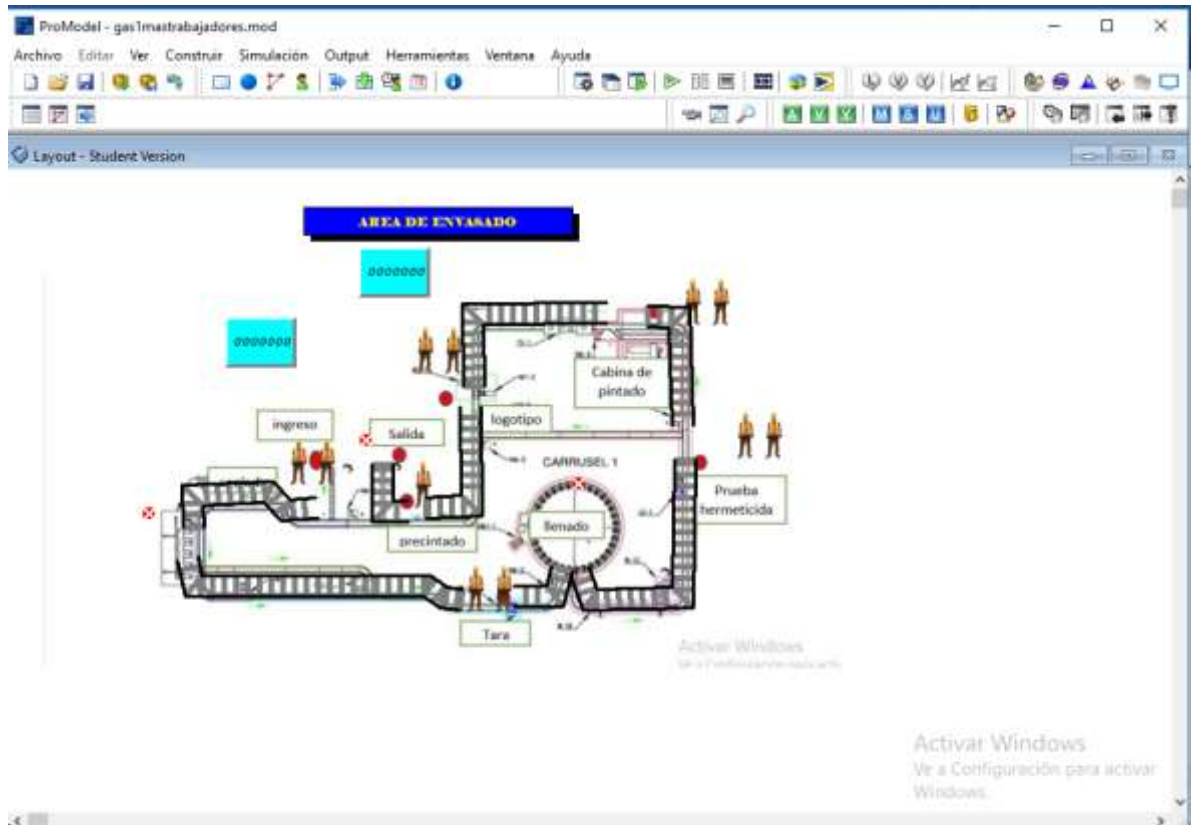 ProModel - gas1mastrabajadores.mod
Archivo Editar Ver Construir Simulación Output Herramientas Ventana Ayuda
Layout - Student Version
AREA DE ENVASADO
0000000
0000000
Cabina de
pintado
logotipo
ingreso
Salida
CARRUSEL 1
Prueba
hermeticida
llenado
precintado
Tara
Activar Windows
Activar Windows
Ve a Configuración para activar
Windows.